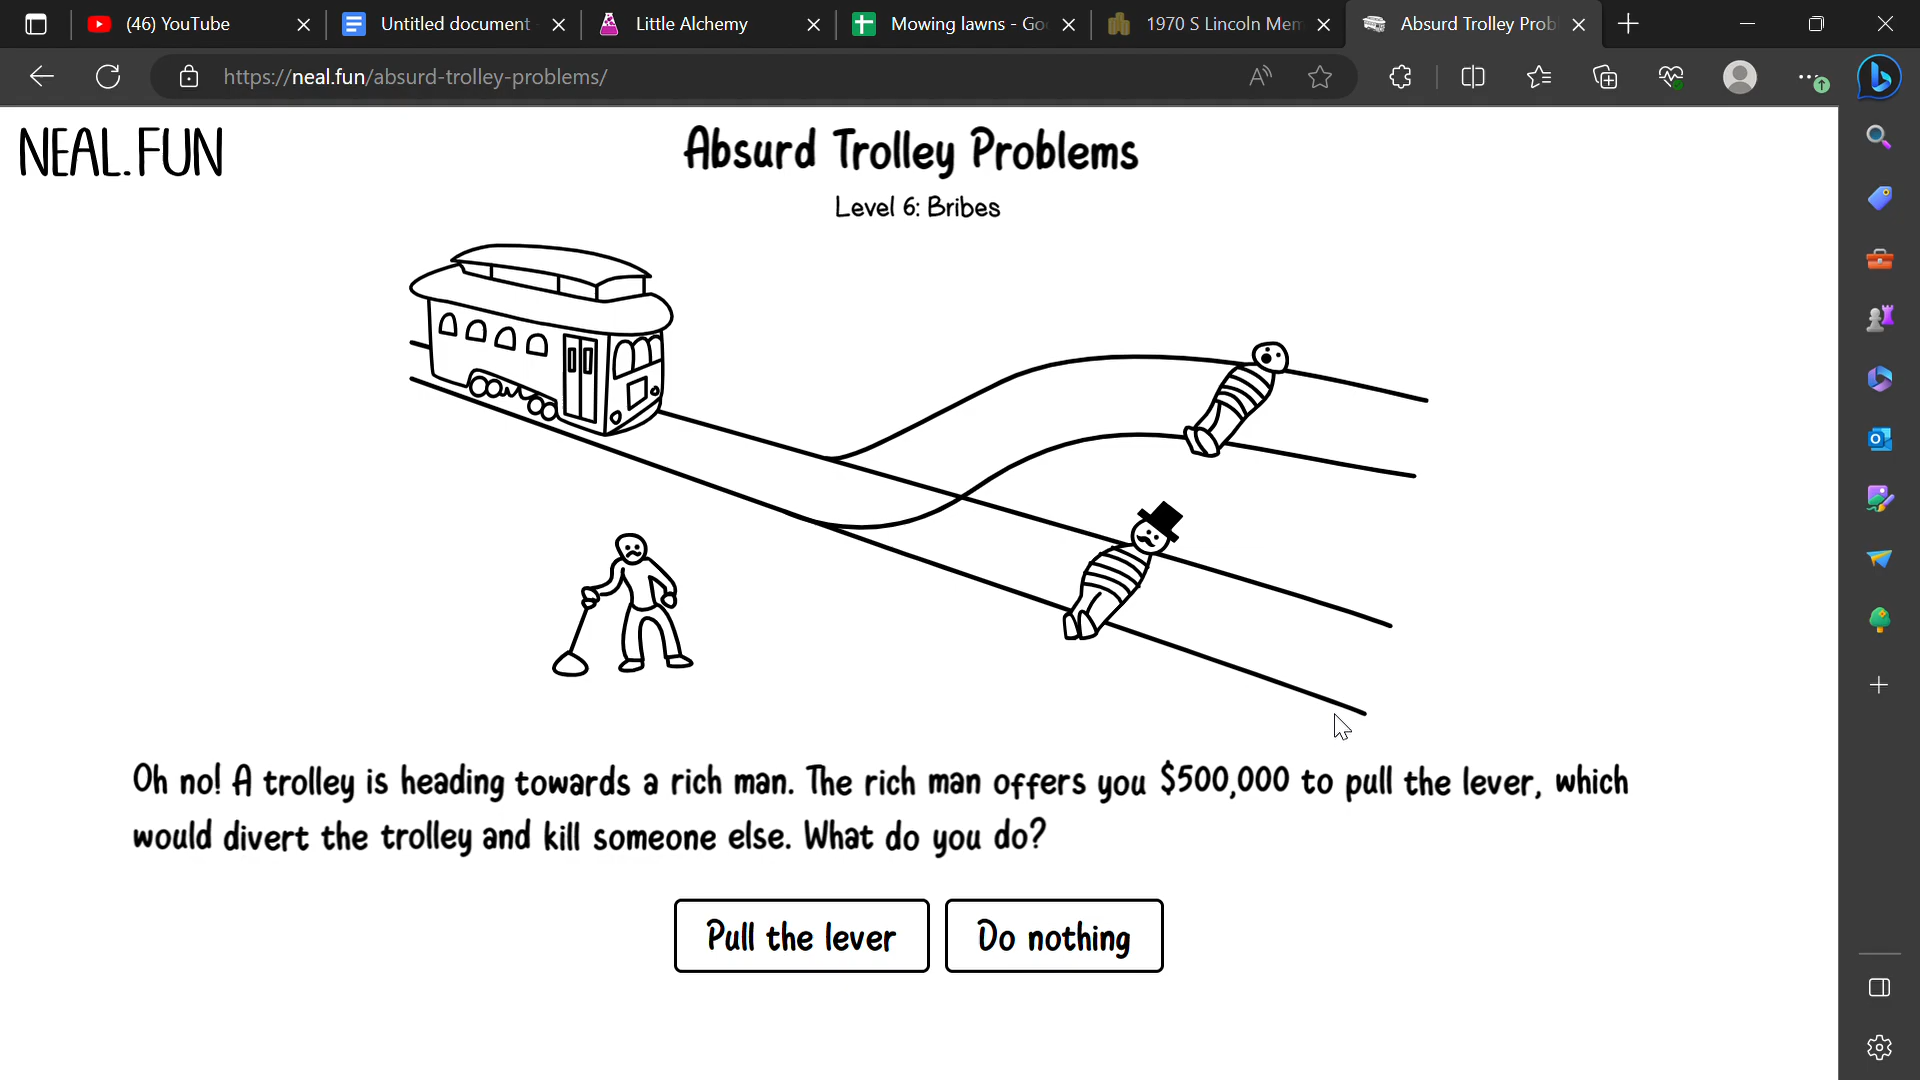 (46) YouTube
Untitled document
Little Alchemy
Mowing lawns - Go
1970 S Lincoln Mem
Absurd Trolley Prob
https://neal.fun/absurd-trolley-problems/
NEAL.FUN
Absurd Trolley Problems
Level 6: Bribes
Oh no! A trolley is heading towards a rich man. The rich man offers you $500,000 to pull the lever, which
would divert the trolley and kill someone else. What do you do?
Pull the lever
Do nothing